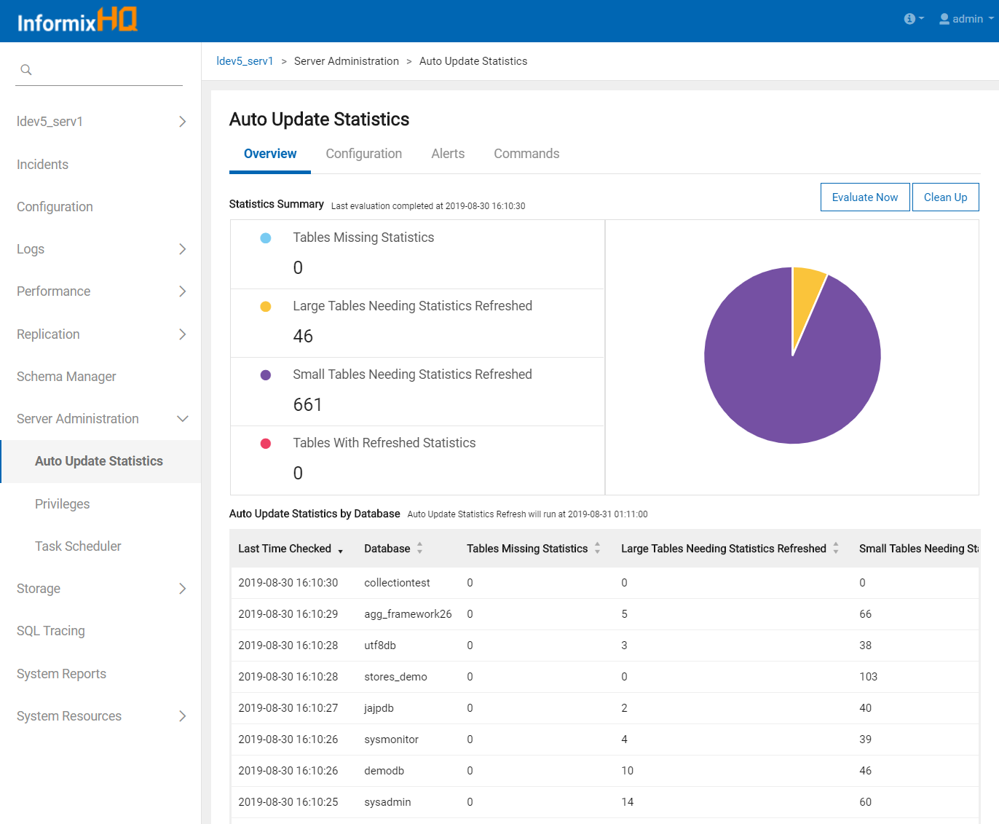 InformixHQ
admin
ldev5_serv1 > Server Administration > Auto Update Statistics
ldev5_serv1
Incidents
Configuration
Logs
Performance
Replication
Schema Manager
Server Administration
Auto Update Statistics
Privileges
Task Scheduler
Storage
SQL Tracing
System Reports
System Resources
Auto Update Statistics
Overview Configuration Alerts Commands
Evaluate Now Clean Up
Statistics Summary Last evaluation completed at 2019-08-30 16:10:30
Tables Missing Statistics
0
Large Tables Needing Statistics Refreshed
46
Small Tables Needing Statistics Refreshed
661
Tables With Refreshed Statistics
0
Auto Update Statistics by Database Auto Update Statistics Refresh will run at 2019-08-31 01:11:00
Last Time Checked Database Tables Missing Statistics Large Tables Needing Statistics Refreshed Small Tables Needing
2019-08-30 16:10:30 collectiontest 0 0 0
2019-08-30 16:10:29 agg_framework26 0 5 66
2019-08-30 16:10:28 utf8db 0 3 38
2019-08-30 16:10:28 stores_demo 0 0 103
2019-08-30 16:10:27 jajpdb 0 2 40
2019-08-30 16:10:26 sysmonitor 0 4 39
2019-08-30 16:10:26 demodb 0 10 46
2019-08-30 16:10:25 sysadmin 0 14 60